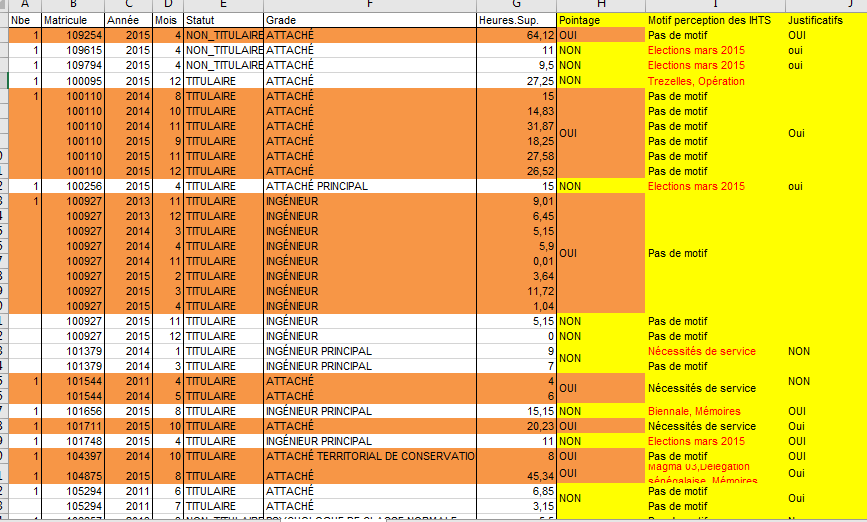 A B C D E F G H I J
Nbe Matricule Année Mois Statut Grade Heures.Sup. Pointage Motif perception des IHTS Justificatifs
1 109254 2015 4 NON_TITULAIRE ATTACHÉ 64,12 OUI Pas de motif OUI
1 109615 2015 4 NON_TITULAIRE ATTACHÉ 11 NON Elections mars 2015 oui
1 109794 2015 4 NON_TITULAIRE ATTACHÉ 9,5 NON Elections mars 2015 oui
1 100095 2015 12 TITULAIRE ATTACHÉ 27,25 NON Trezelles, Opération
1 100110 2014 8 TITULAIRE ATTACHÉ 15 Pas de motif
100110 2014 10 TITULAIRE ATTACHÉ 14,83 Pas de motif
100110 2014 11 TITULAIRE ATTACHÉ 31,87 Pas de motif
OUI Oui
100110 2015 9 TITULAIRE ATTACHÉ 18,25 Pas de motif
100110 2015 11 TITULAIRE ATTACHÉ 27,58 Pas de motif
100110 2015 12 TITULAIRE ATTACHÉ 26,52 Pas de motif
1 100256 2015 4 TITULAIRE ATTACHÉ PRINCIPAL 15 NON Elections mars 2015 oui
1 100927 2013 11 TITULAIRE INGÉNIEUR 9,01
100927 2013 12 TITULAIRE INGÉNIEUR 6,45
100927 2014 3 TITULAIRE INGÉNIEUR 5,15
100927 2014 4 TITULAIRE INGÉNIEUR 5,9
OUI Pas de motif
100927 2014 11 TITULAIRE INGÉNIEUR 0,01
100927 2015 2 TITULAIRE INGÉNIEUR 3,64
100927 2015 3 TITULAIRE INGÉNIEUR 11,72
100927 2015 4 TITULAIRE INGÉNIEUR 1,04
100927 2015 11 TITULAIRE INGÉNIEUR 5,15 NON Pas de motif
100927 2015 12 TITULAIRE INGÉNIEUR 0 NON Pas de motif
101379 2014 1 TITULAIRE INGÉNIEUR PRINCIPAL 9 Nécessités de service NON
NON
101379 2014 3 TITULAIRE INGÉNIEUR PRINCIPAL 7 Pas de motif
1 101544 2011 4 TITULAIRE ATTACHÉ 4 NON
OUI Nécessités de service
101544 2014 5 TITULAIRE ATTACHÉ 6
1 101656 2015 8 TITULAIRE INGÉNIEUR PRINCIPAL 15,15 NON Biennale, Mémoires OUI
1 101711 2015 10 TITULAIRE ATTACHÉ 20,23 OUI Nécessités de service Oui
1 101748 2015 4 TITULAIRE INGÉNIEUR PRINCIPAL 11 NON Elections mars 2015 OUI
1 104397 2014 10 TITULAIRE ATTACHÉ TERRITORIAL DE CONSERVATIO 8 OUI Pas de motif OUI
1 104875 2015 8 TITULAIRE ATTACHÉ 45,34 OUI Magma 03,Délégation Oui
sénégalaise, Mémoires
1 105294 2011 6 TITULAIRE ATTACHÉ 6,85 Pas de motif
NON Oui
105294 2011 7 TITULAIRE ATTACHÉ 3,15 Pas de motif